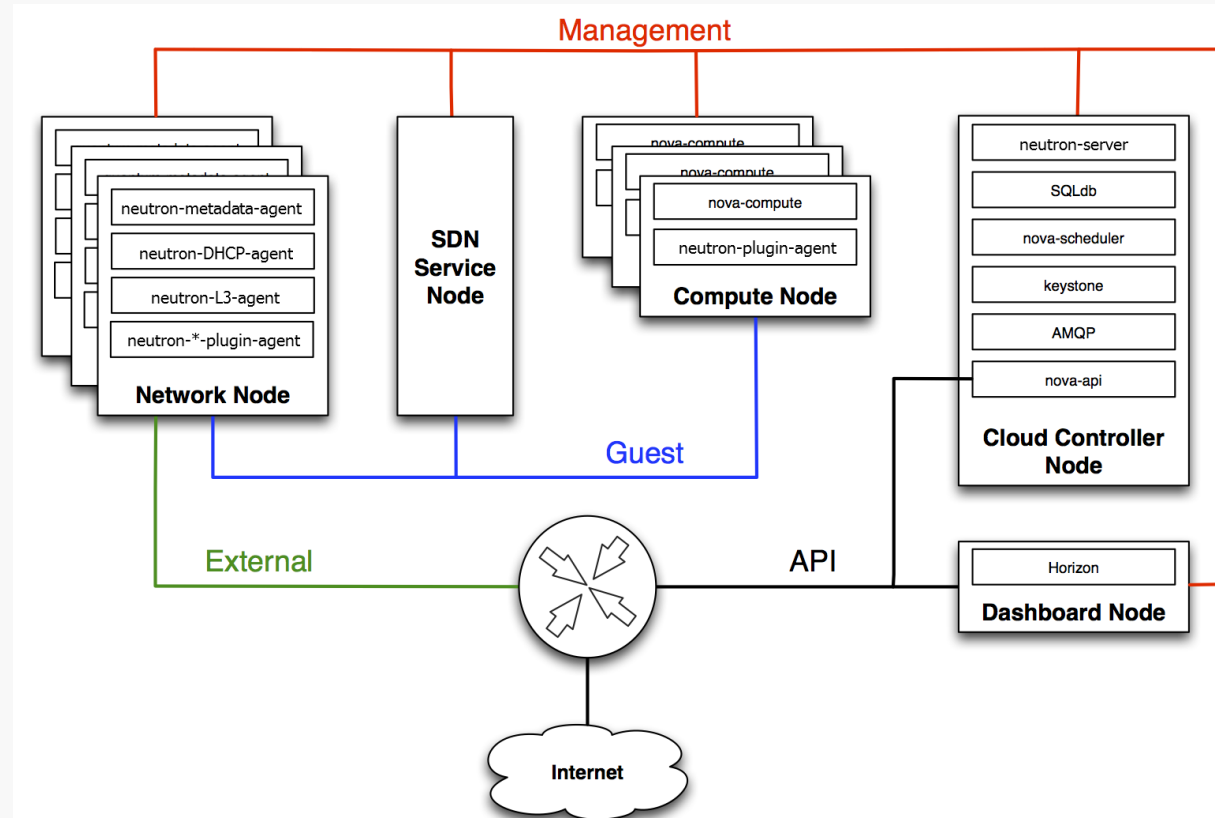 Management
neutron-metadata-agent
neutron-DHCP-agent
neutron-L3-agent
neutron-*-plugin-agent
Network Node
SDN
Service
Node
nova-compute
nova-compute
nova-compute
neutron-plugin-agent
Compute Node
neutron-server
SQLdb
nova-scheduler
keystone
AMQP
nova-api
Cloud Controller
Node
Guest
External
API
Horizon
Dashboard Node
Internet